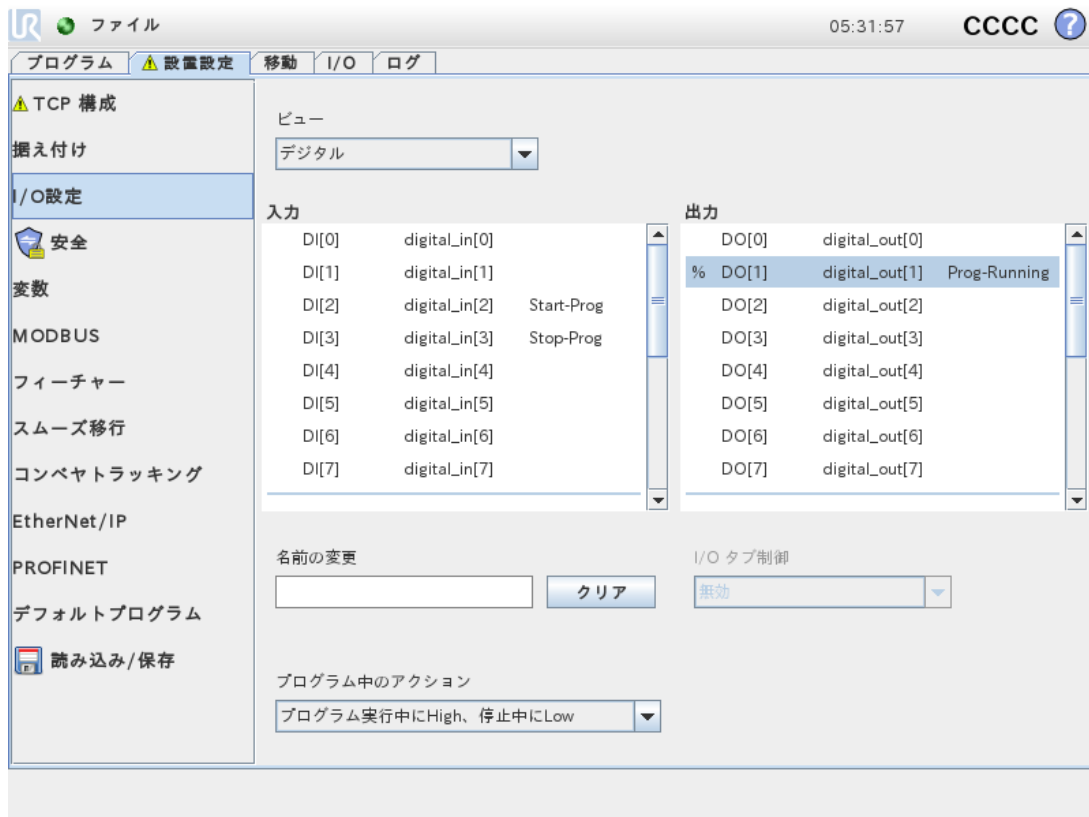 UR ファイル 05:31:57 CCCC ?
プログラム 設置設定 移動 I/O ログ
TCP 構成
据え付け
I/O設定
安全
変数
MODBUS
フィーチャー
スムーズ移行
コンベヤトラッキング
EtherNet/IP
PROFINET
デフォルトプログラム
読み込み/保存
ビュー
デジタル
入力
DI[0] digital_in[0]
DI[1] digital_in[1]
DI[2] digital_in[2] Start-Prog
DI[3] digital_in[3] Stop-Prog
DI[4] digital_in[4]
DI[5] digital_in[5]
DI[6] digital_in[6]
DI[7] digital_in[7]
出力
DO[0] digital_out[0]
% DO[1] digital_out[1] Prog-Running
DO[2] digital_out[2]
DO[3] digital_out[3]
DO[4] digital_out[4]
DO[5] digital_out[5]
DO[6] digital_out[6]
DO[7] digital_out[7]
名前の変更
クリア
I/O タブ制御
無効
プログラム中のアクション
プログラム実行中にHigh、停止中にLow